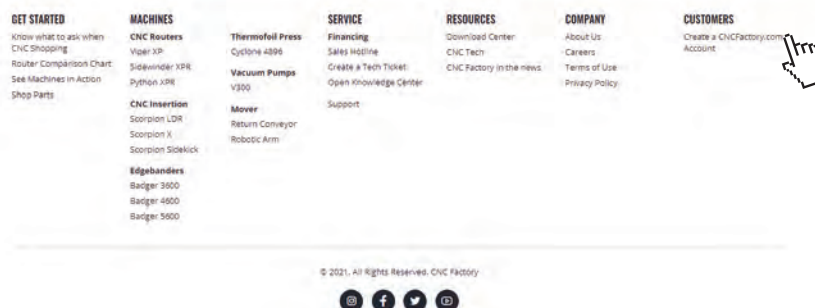 GET STARTED
Know what to ask when
CNC Shopping
Router Comparison Chart
See Machines in Action
Shop Parts
MACHINES
CNC Routers
Viper XP
Sidewinder XPR
Python XPR
CNC Insertion
Scorpion LDR
Scorpion X
Scorpion Sidekick
Edgebanders
Badger 3600
Badger 4600
Badger 5600
Thermofoil Press
Cyclone 4896
Vacuum Pumps
V300
Mover
Return Conveyor
Robotic Arm
SERVICE
Financing
Sales Hotline
Create a Tech Ticket
Open Knowledge Center
Support
RESOURCES
Download Center
CNC Tech
CNC Factory in the news
COMPANY
About Us
Careers
Terms of Use
Privacy Policy
CUSTOMERS
Create a CNCFactory.com
Account
© 2021, All Rights Reserved, CNC Factory